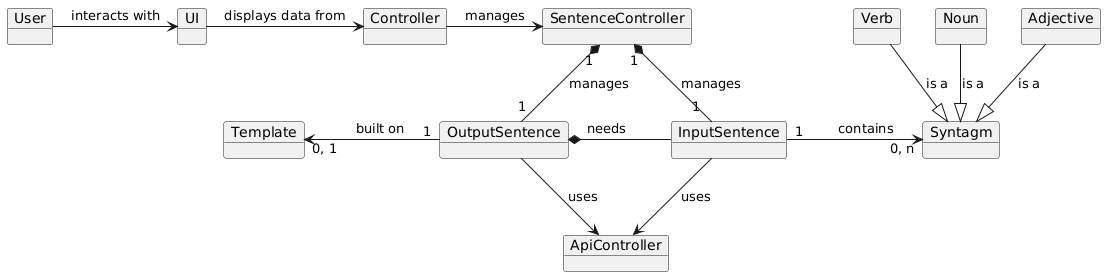 User
interacts with
UI
displays data from
Controller
manages
SentenceController
Verb
Noun
Adjective
1
1
manages
manages
is a
is a
is a
1
1
Template
built on
1
OutputSentence
needs
InputSentence
1
contains
Syntagm
0, 1
0, n
uses
uses
ApiController